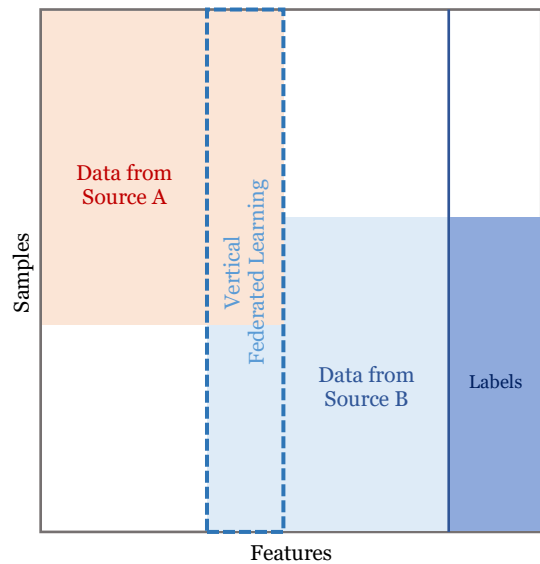 Samples
Data from
Source A
Vertical
Federated Learning
Data from
Source B
Labels
Features